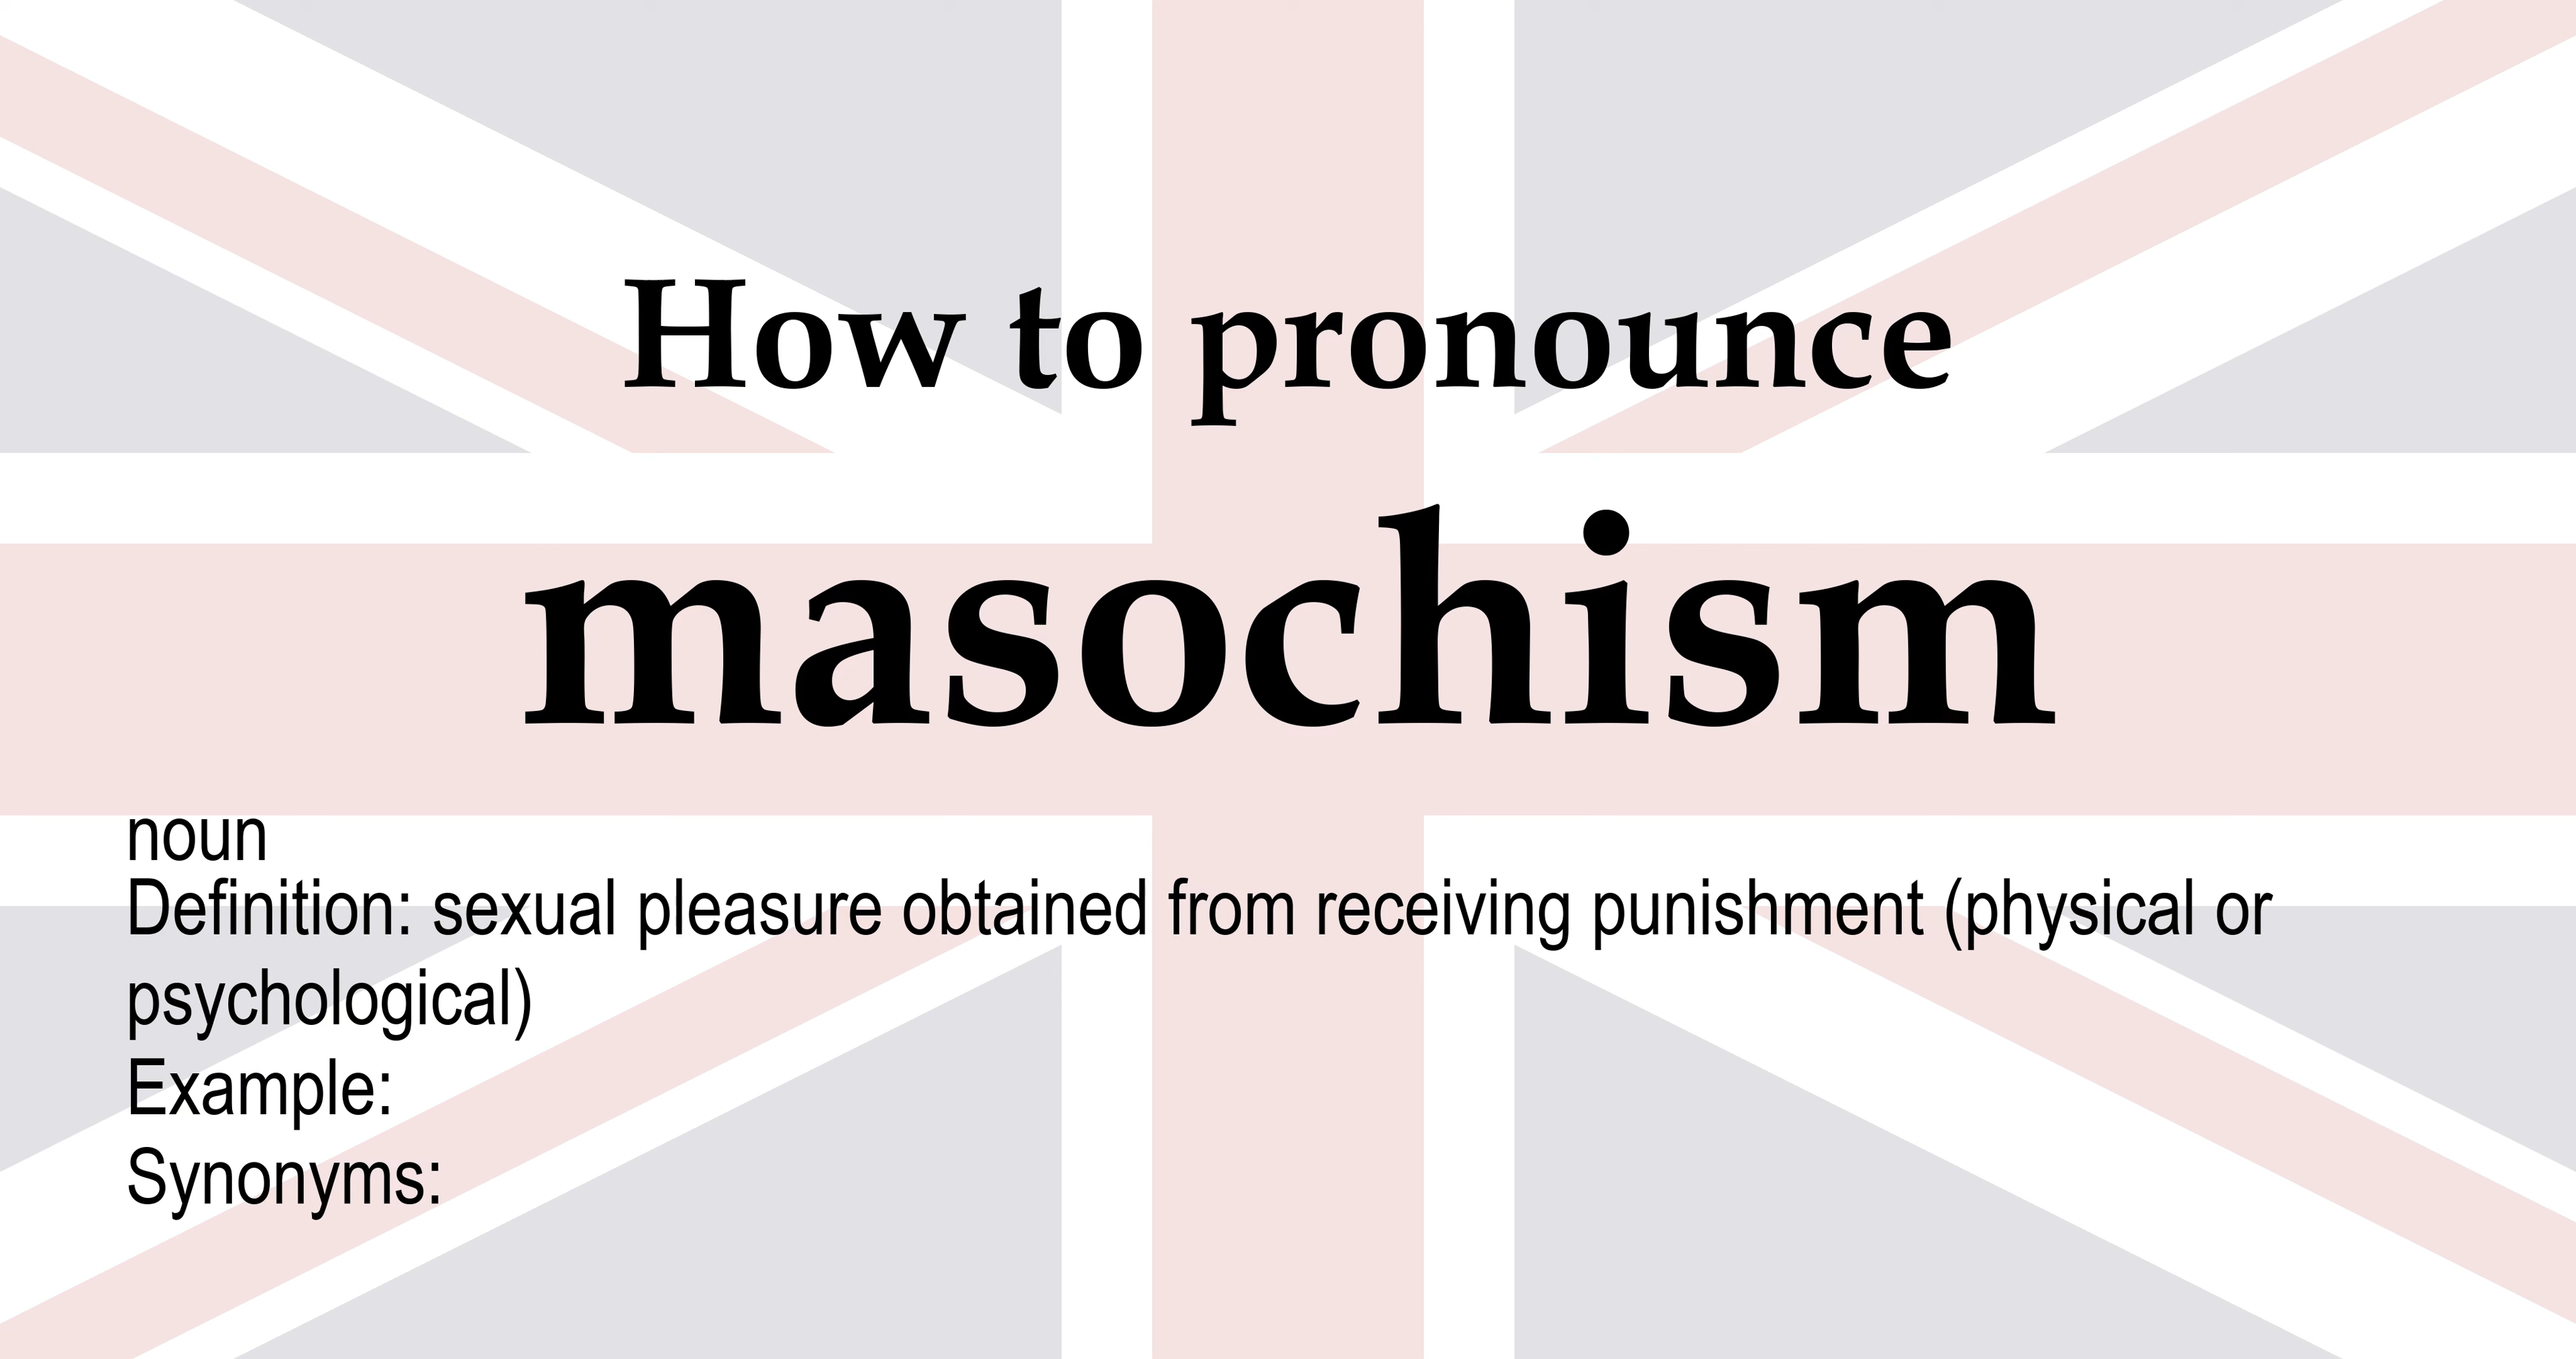 How to pronounce
masochism
noun
Definition: sexual pleasure obtained from receiving punishment (physical or
psychological)
Example:
Synonyms: